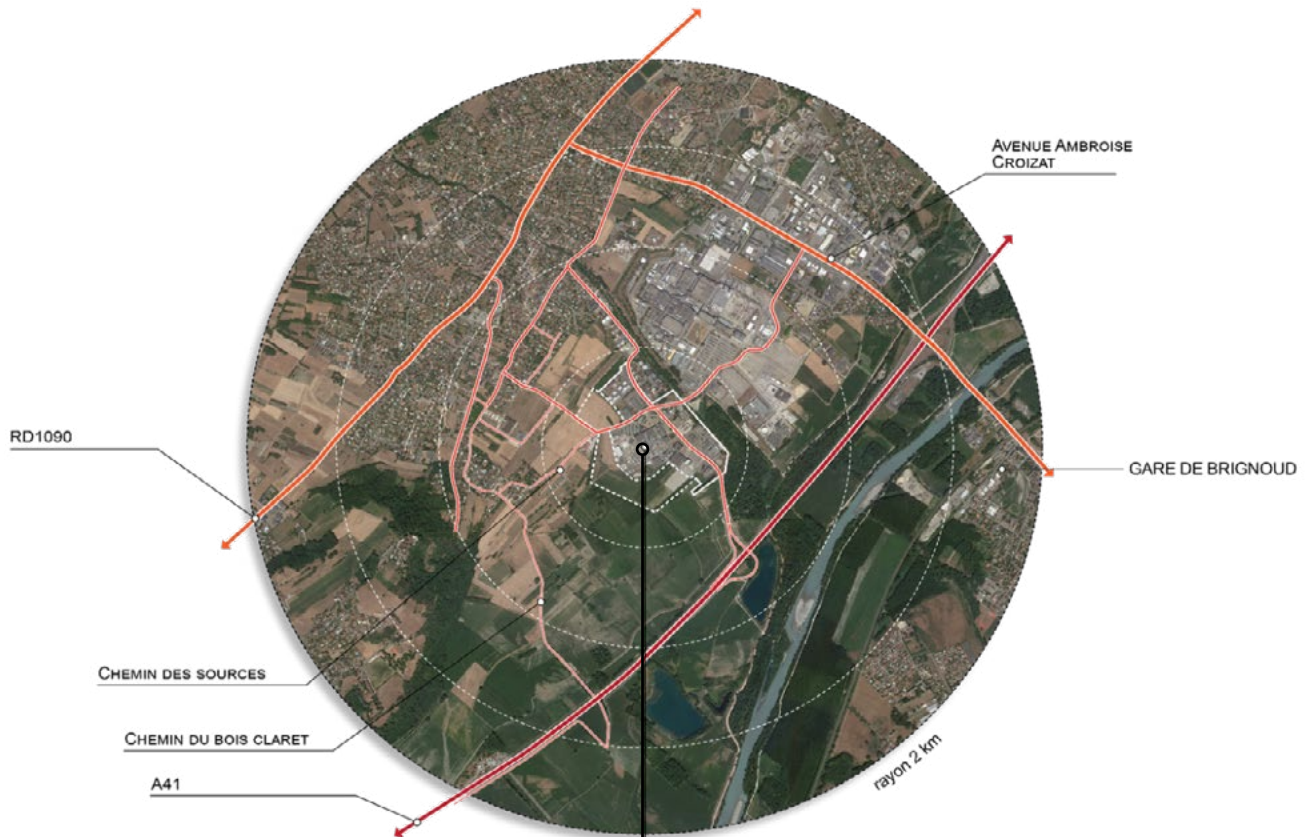 AVENUE AMBROISE
CROIZAT
RD1090
GARE DE BRIGNOUD
CHEMIN DES SOURCES
CHEMIN DU BOIS CLARET
A41
rayon 2 km